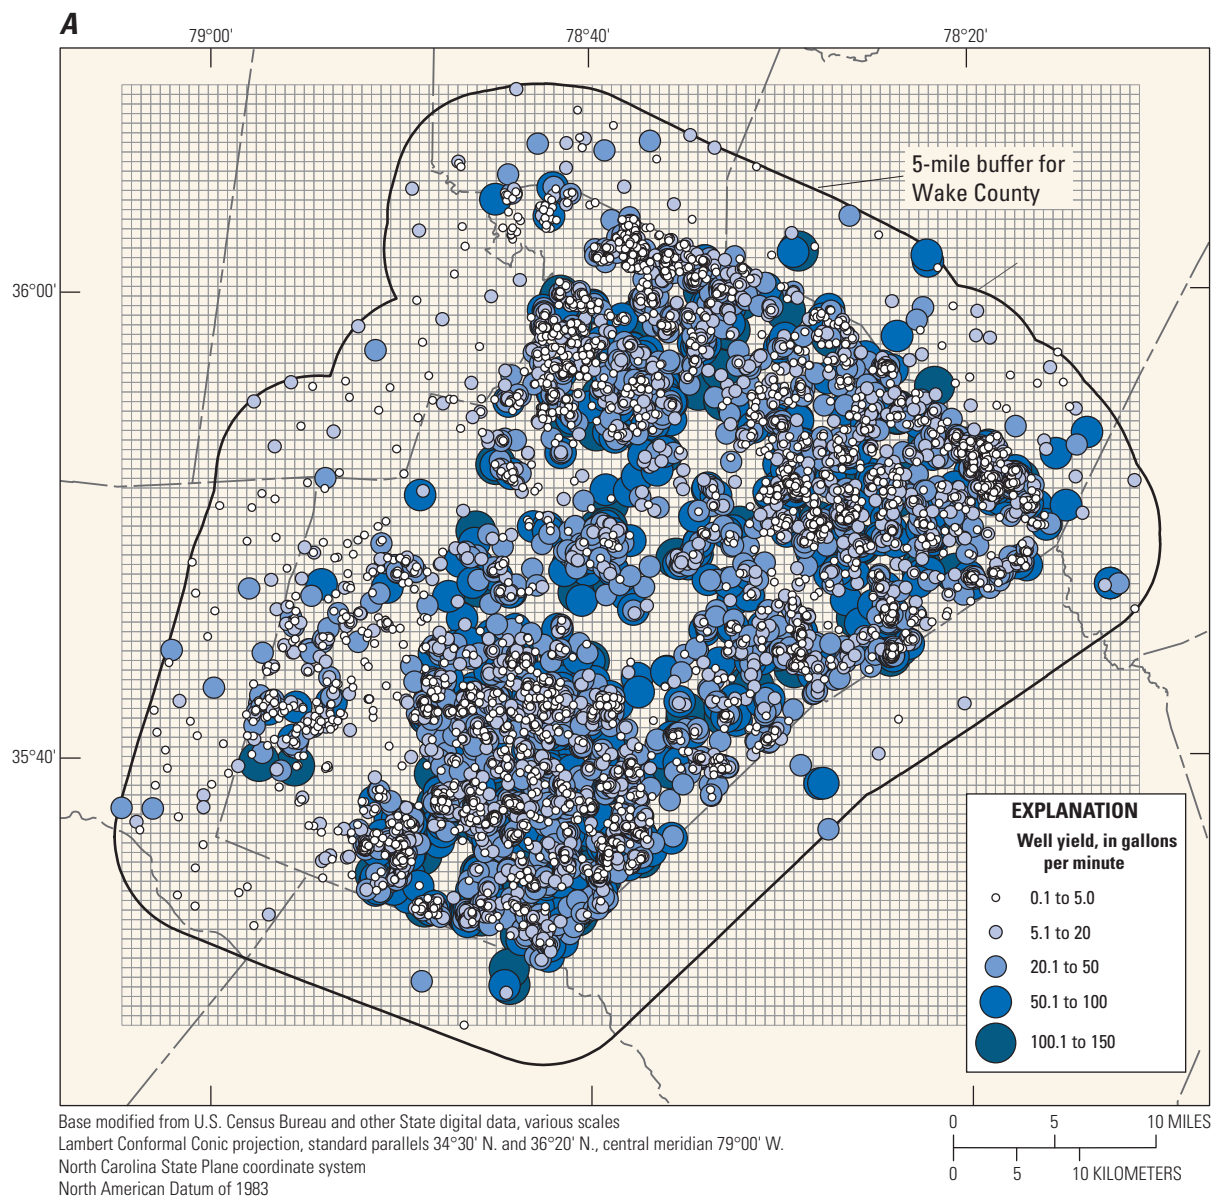 A
79°00'
78°40'
78°20'
5-mile buffer for
Wake County
36°00'
35°40'
EXPLANATION
Well yield, in gallons
per minute
0.1 to 5.0
5.1 to 20
20.1 to 50
50.1 to 100
100.1 to 150
Base modified from U.S. Census Bureau and other State digital data, various scales
Lambert Conformal Conic projection, standard parallels 34°30' N. and 36°20' N., central meridian 79°00' W.
North Carolina State Plane coordinate system
North American Datum of 1983
0 5 10 MILES
0 5 10 KILOMETERS